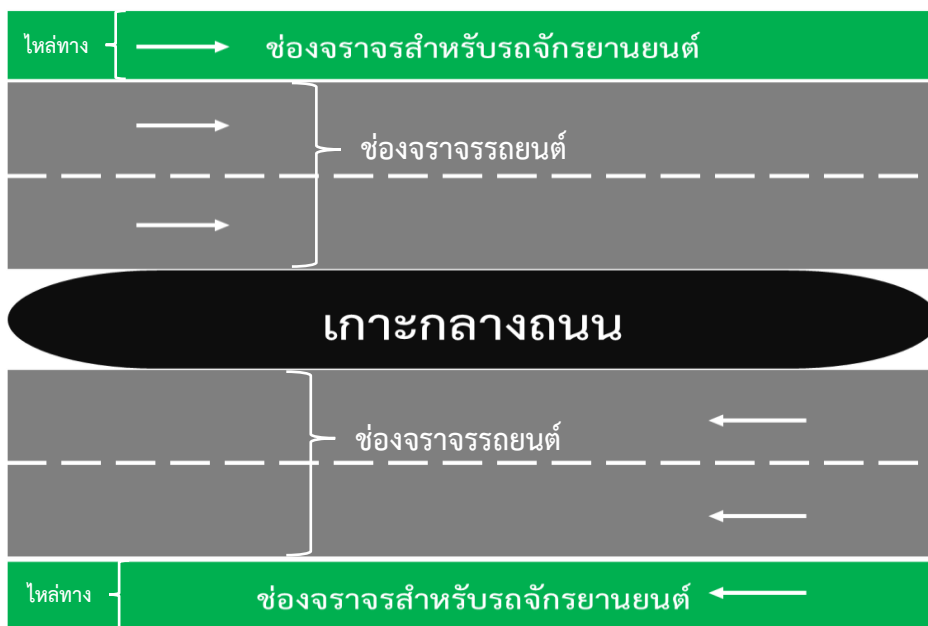 ไหล่ทาง
ช่องจราจรสำหรับรถจักรยานยนต์
ช่องจราจรรถยนต์
เกาะกลางถนน
ช่องจราจรรถยนต์
ไหล่ทาง
ช่องจราจรสำหรับรถจักรยานยนต์